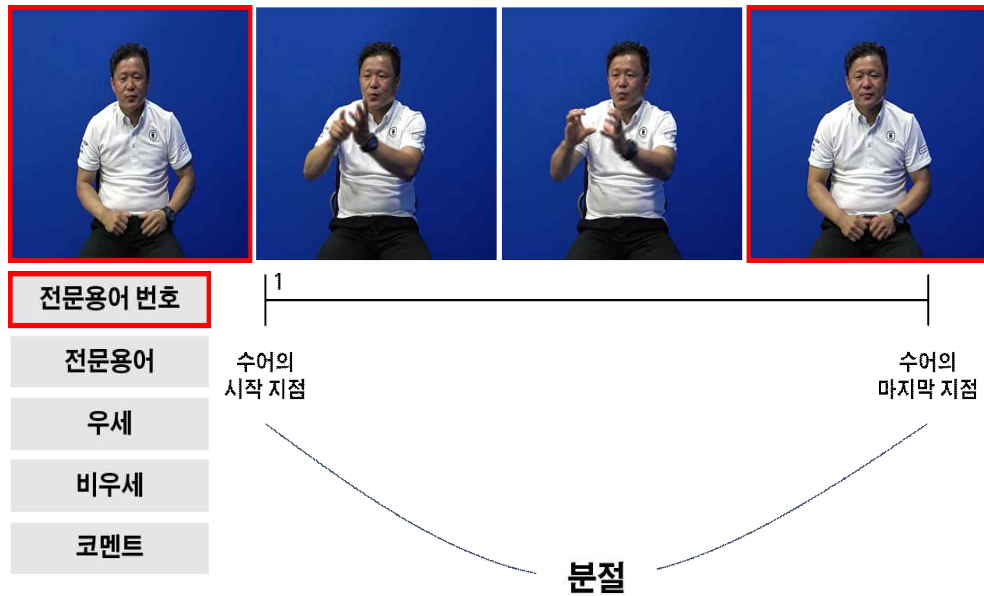 전문용어 번호
1
전문용어
수어의
시작 지점
수어의
마지막 지점
우세
비우세
코멘트
분절